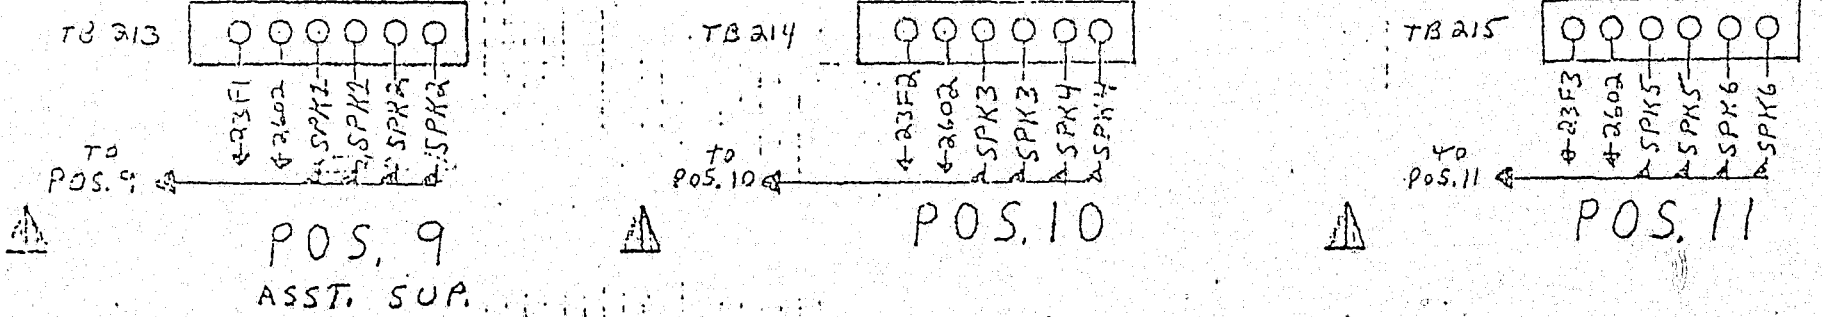 TB 213
23F1
2602
SPK1
SPK1
SPK2
SPK2
TO
POS. 9
POS. 9
ASST. SUP.
TB 214
23F2
2602
SPK3
SPK3
SPK4
SPK4
TO
POS. 10
POS. 10
TB 215
23F3
2602
SPK5
SPK5
SPK6
SPK6
TO
POS. 11
POS. 11